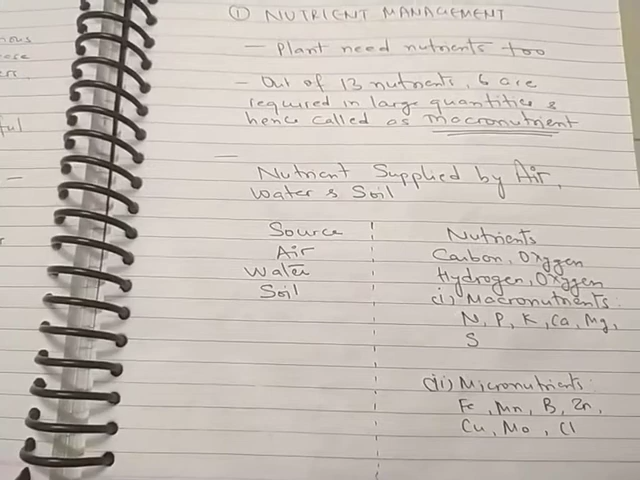 ① NUTRIENT MANAGEMENT
- Plant need nutrients too
- Out of 13 nutrients, 6 are
required in large quantities &
hence called as macronutrient
-
Nutrient Supplied by Air,
Water & Soil
Source Nutrients
Air Carbon, Oxygen
Water Hydrogen, Oxygen
Soil (i) Macronutrients:
N, P, K, Ca, Mg,
S
(ii) Micronutrients:
Fe, Mn, B, Zn,
Cu, Mo, Cl